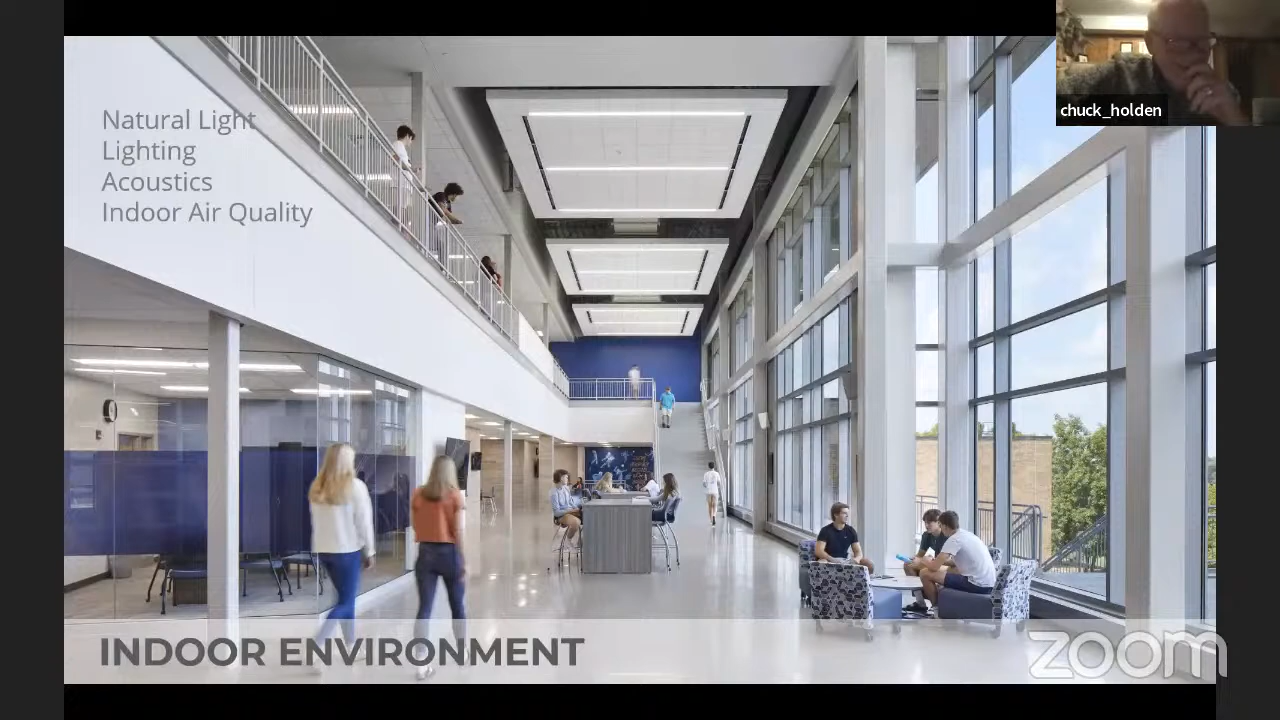 chuck_holden
Natural Light
Lighting
Acoustics
Indoor Air Quality
INDOOR ENVIRONMENT
zoom